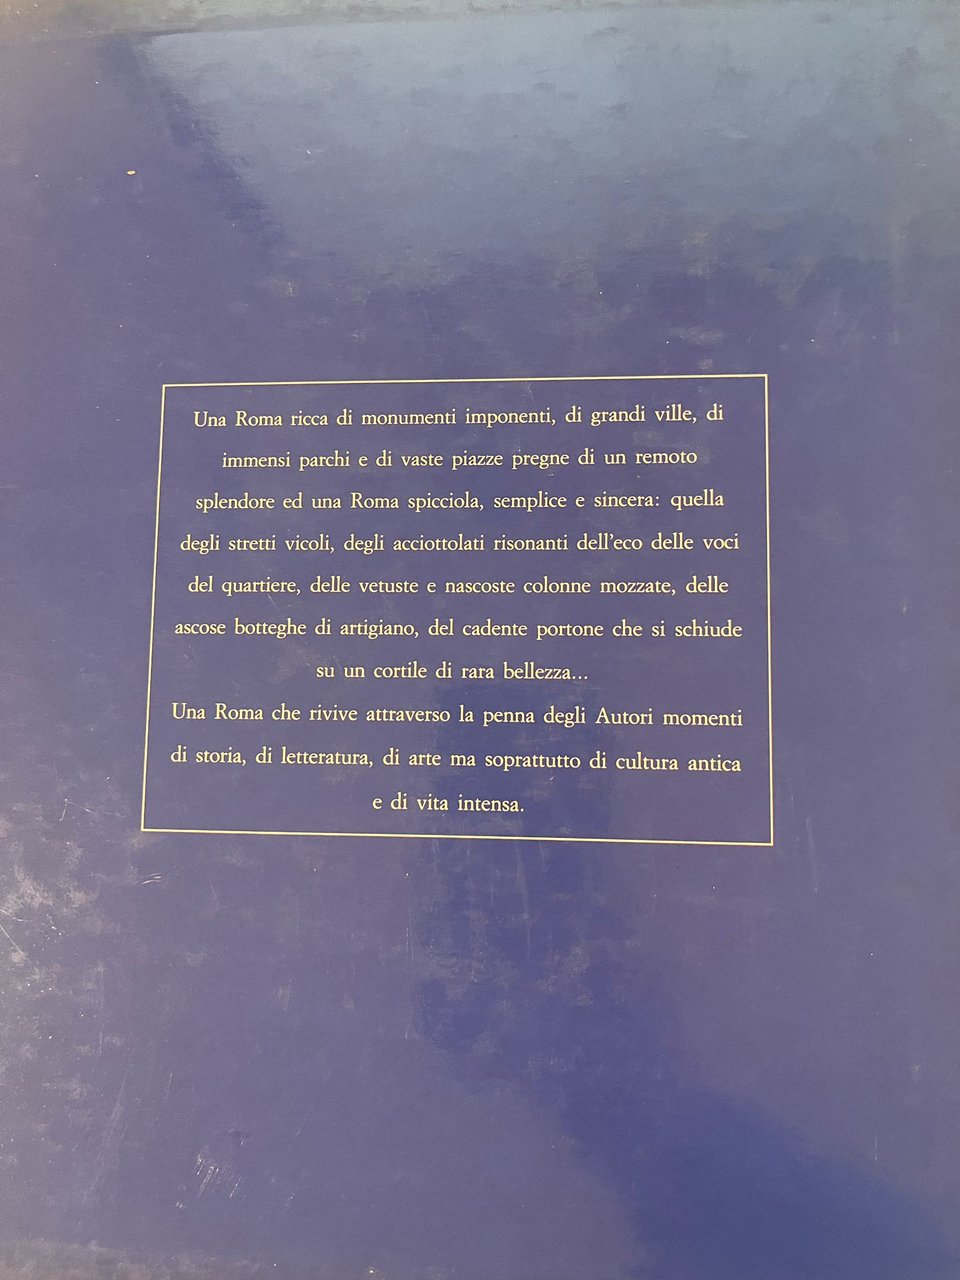 Una Roma ricca di monumenti imponenti, di grandi ville, di
immensi parchi e di vaste piazze pregne di un remoto
splendore ed una Roma spicciola, semplice e sincera: quella
degli stretti vicoli, degli acciottolati risonanti dell'eco delle voci
del quartiere, delle vetuste e nascoste colonne mozzate, delle
ascose botteghe di artigiano, del cadente portone che si schiude
su un cortile di rara bellezza...
Una Roma che rivive attraverso la penna degli Autori momenti
di storia, di letteratura, di arte ma soprattutto di cultura antica
e di vita intensa.